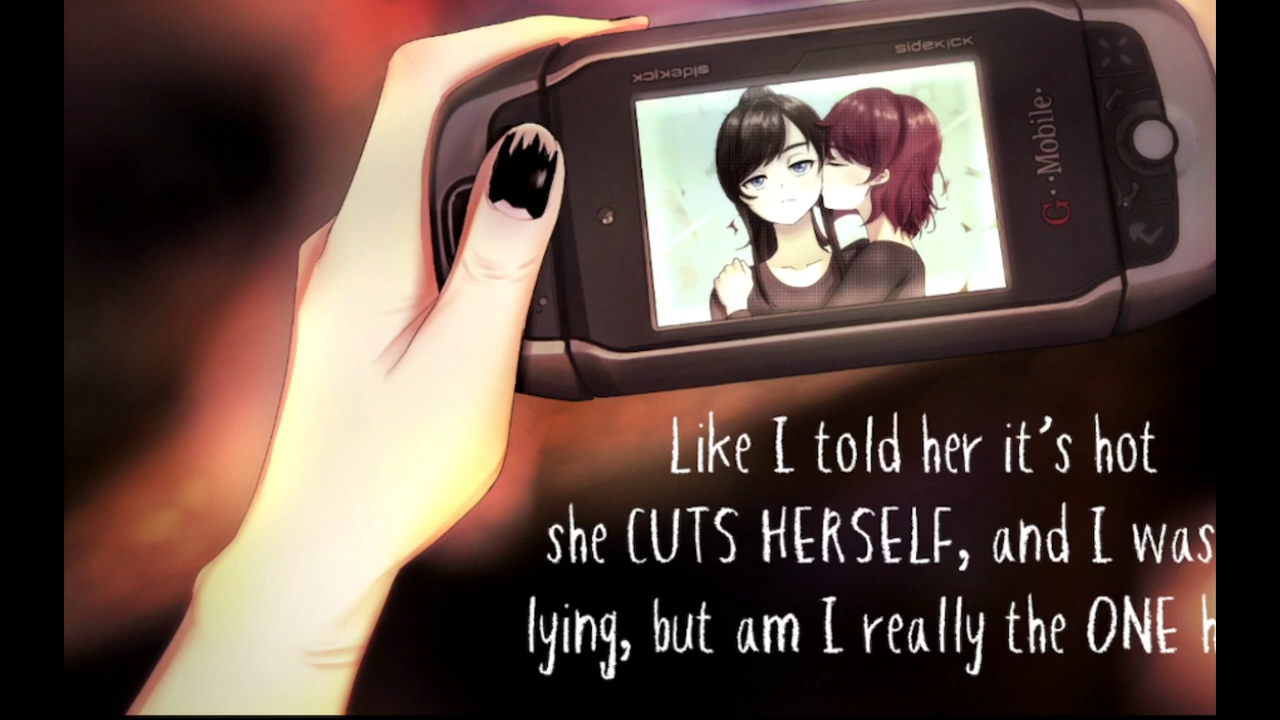 sidekick
sidekick
G··Mobile·
Like I told her it's hot
she CUTS HERSELF, and I was
lying, but am I really the ONE